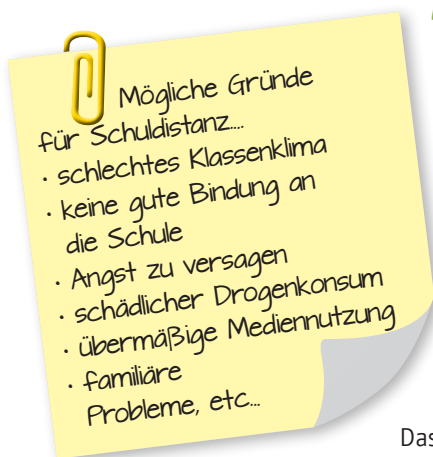 Mögliche Gründe
für Schuldistanz....
· schlechtes Klassenklima
· keine gute Bindung an
die Schule
· Angst zu versagen
· schädlicher Drogenkonsum
· übermäßige Mediennutzung
· familiäre
Probleme, etc...
Das